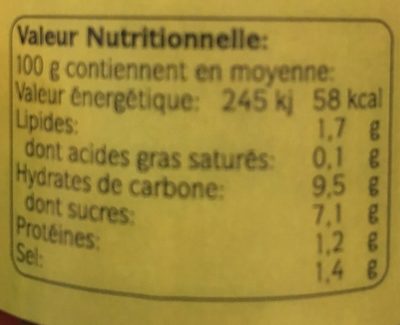 Valeur Nutritionnelle:
100 g contiennent en moyenne:
Valeur énergétique: 245 kj 58 kcal
Lipides: 1,7 g
dont acides gras saturés: 0,1 g
Hydrates de carbone: 9,5 g
dont sucres: 7,1 g
Protéines: 1,2 g
Sel: 1,4 g